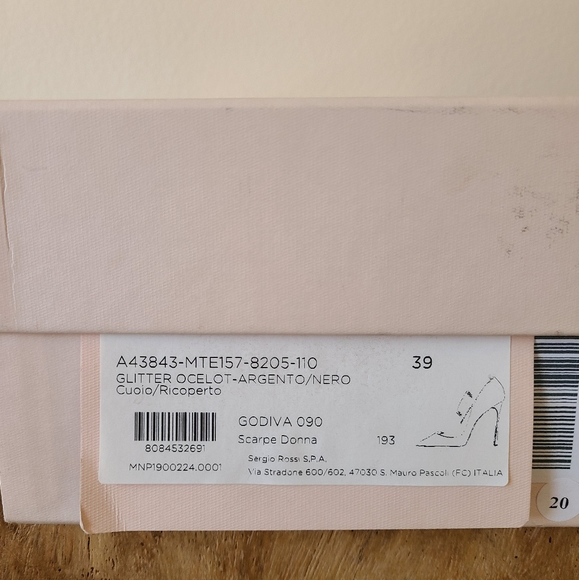 A43843-MTE157-8205-110 39
GLITTER OCELOT-ARGENTO/NERO
Cuoio/Ricoperto
GODIVA 090
8084532691
Scarpe Donna 193
MNP1900224.0001
Sergio Rossi S.P.A.
Via Stradone 600/602, 47030 S. Mauro Pascoli (FC) ITALIA
20